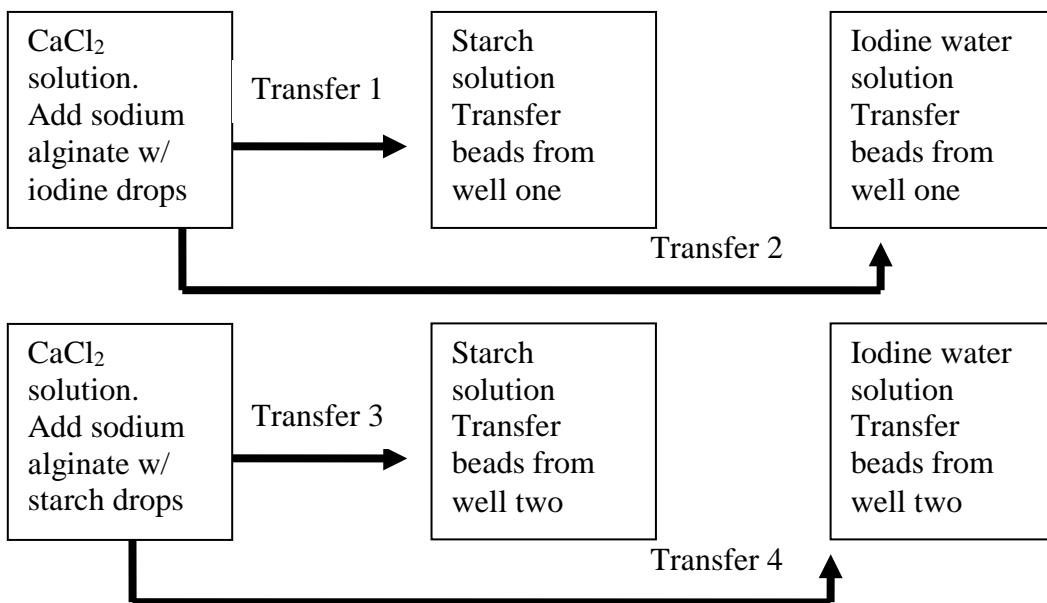 CaCl₂
solution.
Add sodium
alginate w/
iodine drops
Transfer 1
Starch
solution
Transfer
beads from
well one
Iodine water
solution
Transfer
beads from
well one
Transfer 2
CaCl₂
solution.
Add sodium
alginate w/
starch drops
Transfer 3
Starch
solution
Transfer
beads from
well two
Iodine water
solution
Transfer
beads from
well two
Transfer 4